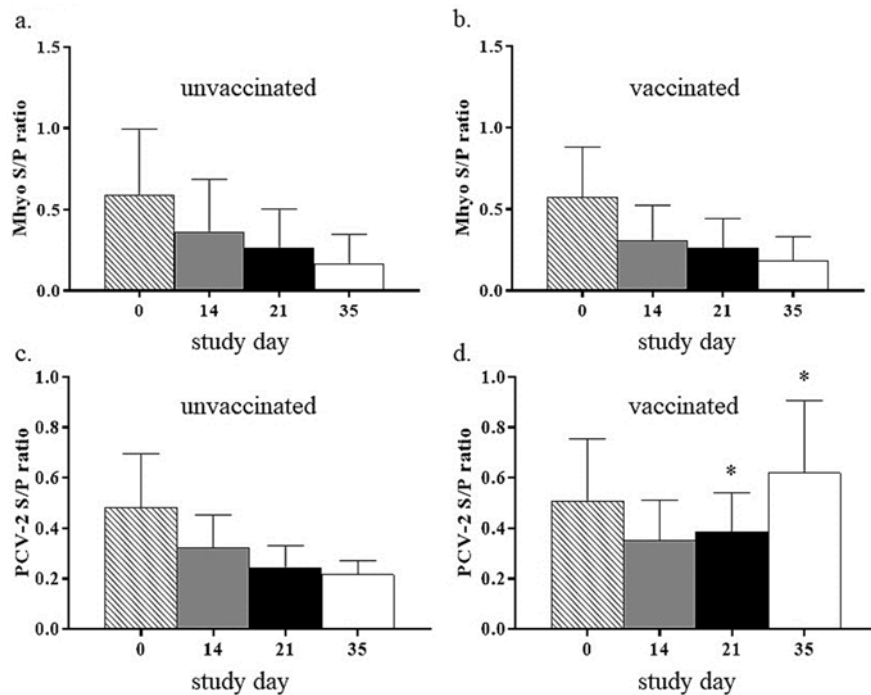 a.
Mhyo S/P ratio
1.5
1.0
0.5
0.0
unvaccinated
0 14 21 35
study day
b.
Mhyo S/P ratio
1.5
1.0
0.5
0.0
vaccinated
0 14 21 35
study day
c.
PCV-2 S/P ratio
1.0
0.8
0.6
0.4
0.2
0.0
unvaccinated
0 14 21 35
study day
d.
PCV-2 S/P ratio
1.0
0.8
0.6
0.4
0.2
0.0
vaccinated
*
*
0 14 21 35
study day